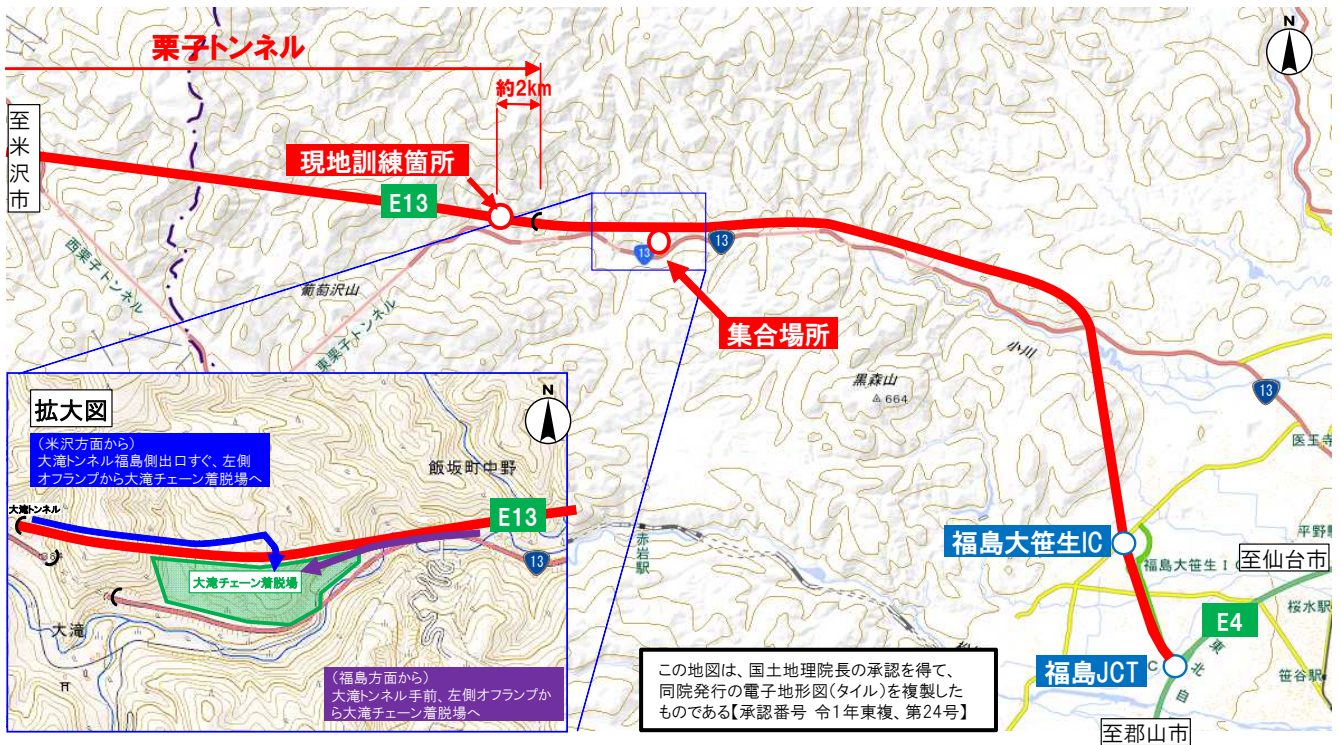 栗子トンネル
N
約2km
至米沢市
現地訓練箇所
E13
13
13
西栗子トンネル
葡萄沢山
東栗子トンネル
集合場所
小川
黒森山
664
13
医王寺
拡大図
N
(米沢方面から)
大滝トンネル福島側出口すぐ、左側
オフランプから大滝チェーン着脱場へ
飯坂町中野
大滝トンネル
E13
13
大滝チェーン着脱場
大滝
(福島方面から)
大滝トンネル手前、左側オフランプか
ら大滝チェーン着脱場へ
赤岩駅
福島大笹生IC
福島大笹生I
平野
至仙台市
桜水駅
E4
東北自
笹谷駅
福島JCT
C
至郡山市
この地図は、国土地理院長の承認を得て、
同院発行の電子地形図(タイル)を複製した
ものである【承認番号 令1年東複、第24号】